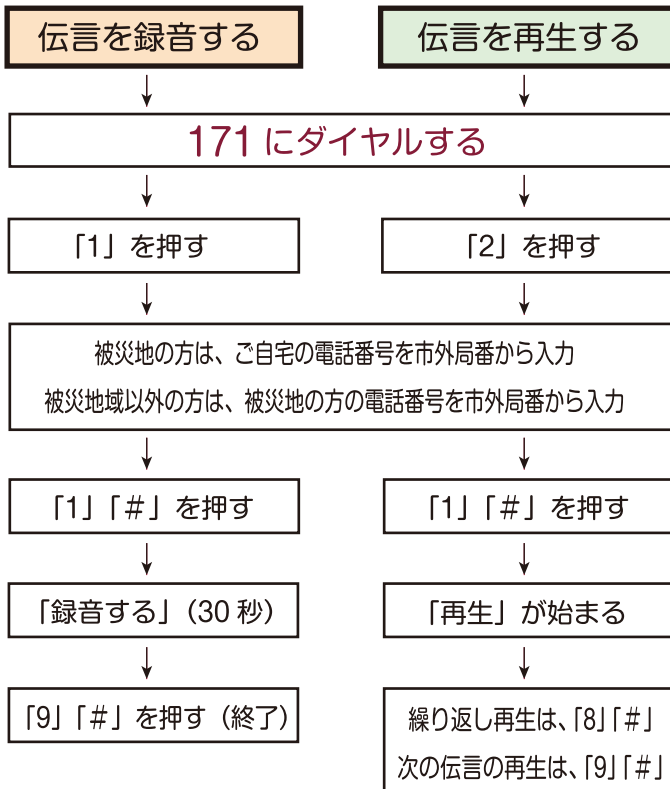 伝言を録音する
伝言を再生する
171 にダイヤルする
「1」を押す
「2」を押す
被災地の方は、ご自宅の電話番号を市外局番から入力
被災地域以外の方は、被災地の方の電話番号を市外局番から入力
「1」「＃」を押す
「1」「＃」を押す
「録音する」（30 秒）
「再生」が始まる
「9」「＃」を押す（終了）
繰り返し再生は、「8」「＃」
次の伝言の再生は、「9」「＃」